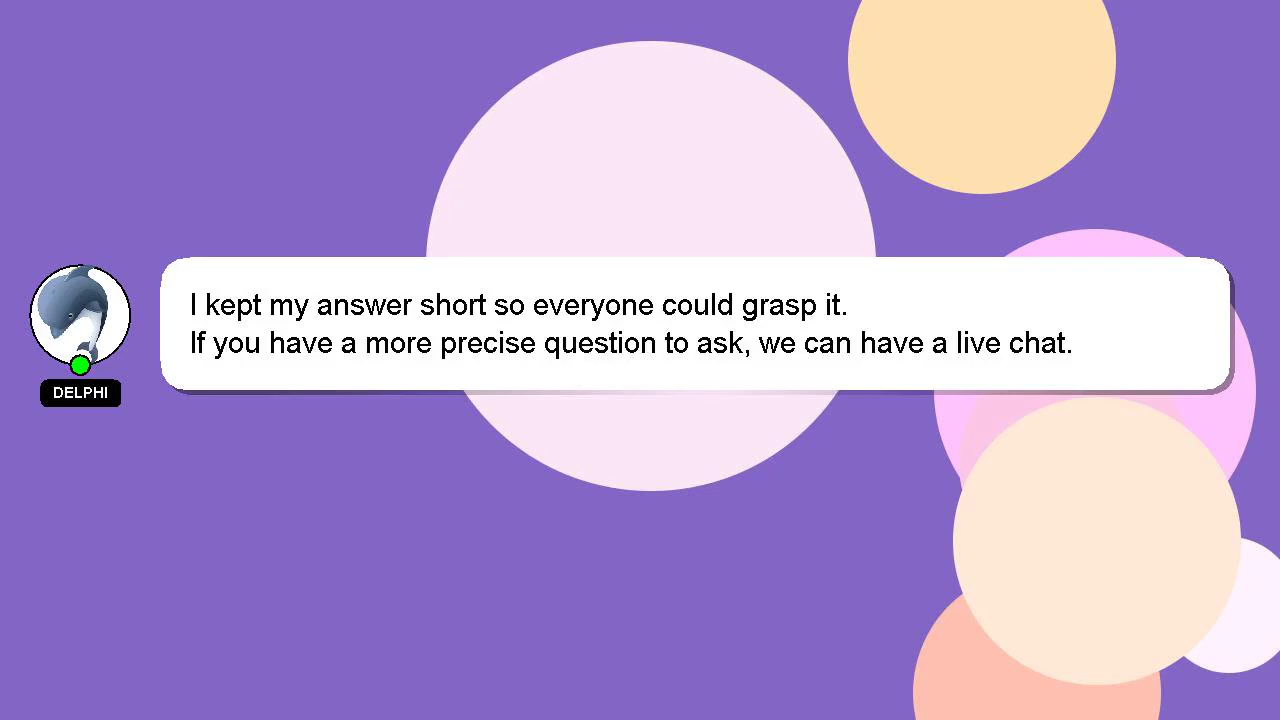 I kept my answer short so everyone could grasp it.
If you have a more precise question to ask, we can have a live chat.
DELPHI